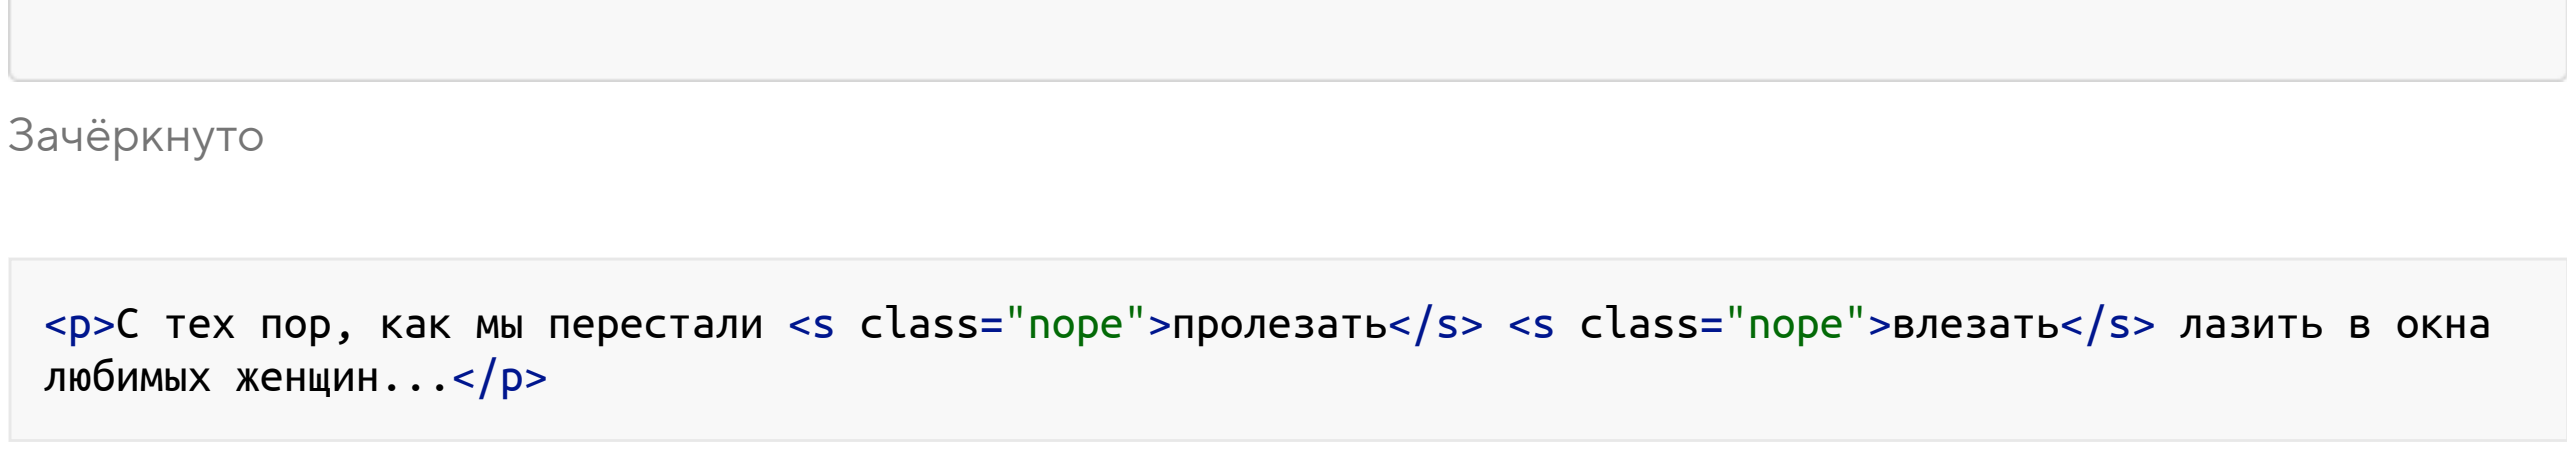 Зачёркнуто
<p>С тех пор, как мы перестали <s class="nope">пролезать</s> <s class="nope">влезать</s> лазить в окна
любимых женщин...</p>